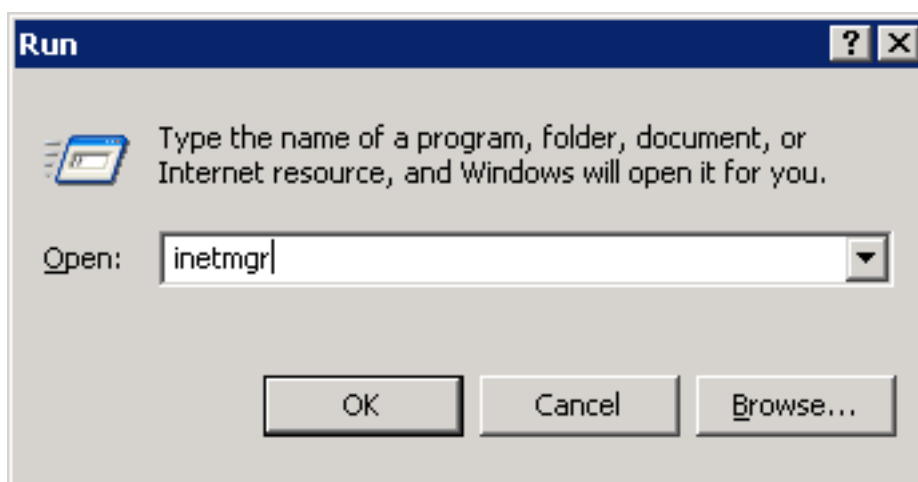 Run
Type the name of a program, folder, document, or
Internet resource, and Windows will open it for you.
Open: inetmgr
OK Cancel Browse...